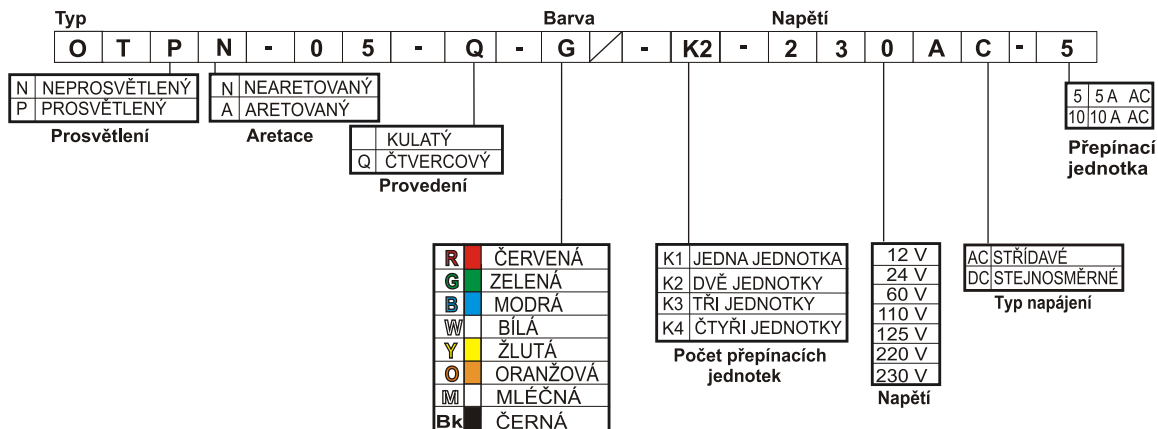 Typ Barva Napětí
O T P N - 0 5 - Q - G / - K2 - 2 3 0 A C - 5
N NEPROSVĚTLENÝ
P PROSVĚTLENÝ
Prosvětlení
N NEARETOVANÝ
A ARETOVANÝ
Aretace
KULATÝ
Q ČTVERCOVÝ
Provedení
5 5 A AC
10 10 A AC
Přepínací
jednotka
R ČERVENÁ
G ZELENÁ
B MODRÁ
W BÍLÁ
Y ŽLUTÁ
O ORANŽOVÁ
M MLÉČNÁ
Bk ČERNÁ
K1 JEDNA JEDNOTKA
K2 DVĚ JEDNOTKY
K3 TŘI JEDNOTKY
K4 ČTYŘI JEDNOTKY
Počet přepínacích
jednotek
12 V
24 V
60 V
110 V
125 V
220 V
230 V
Napětí
AC STŘÍDAVÉ
DC STEJNOSMĚRNÉ
Typ napájení